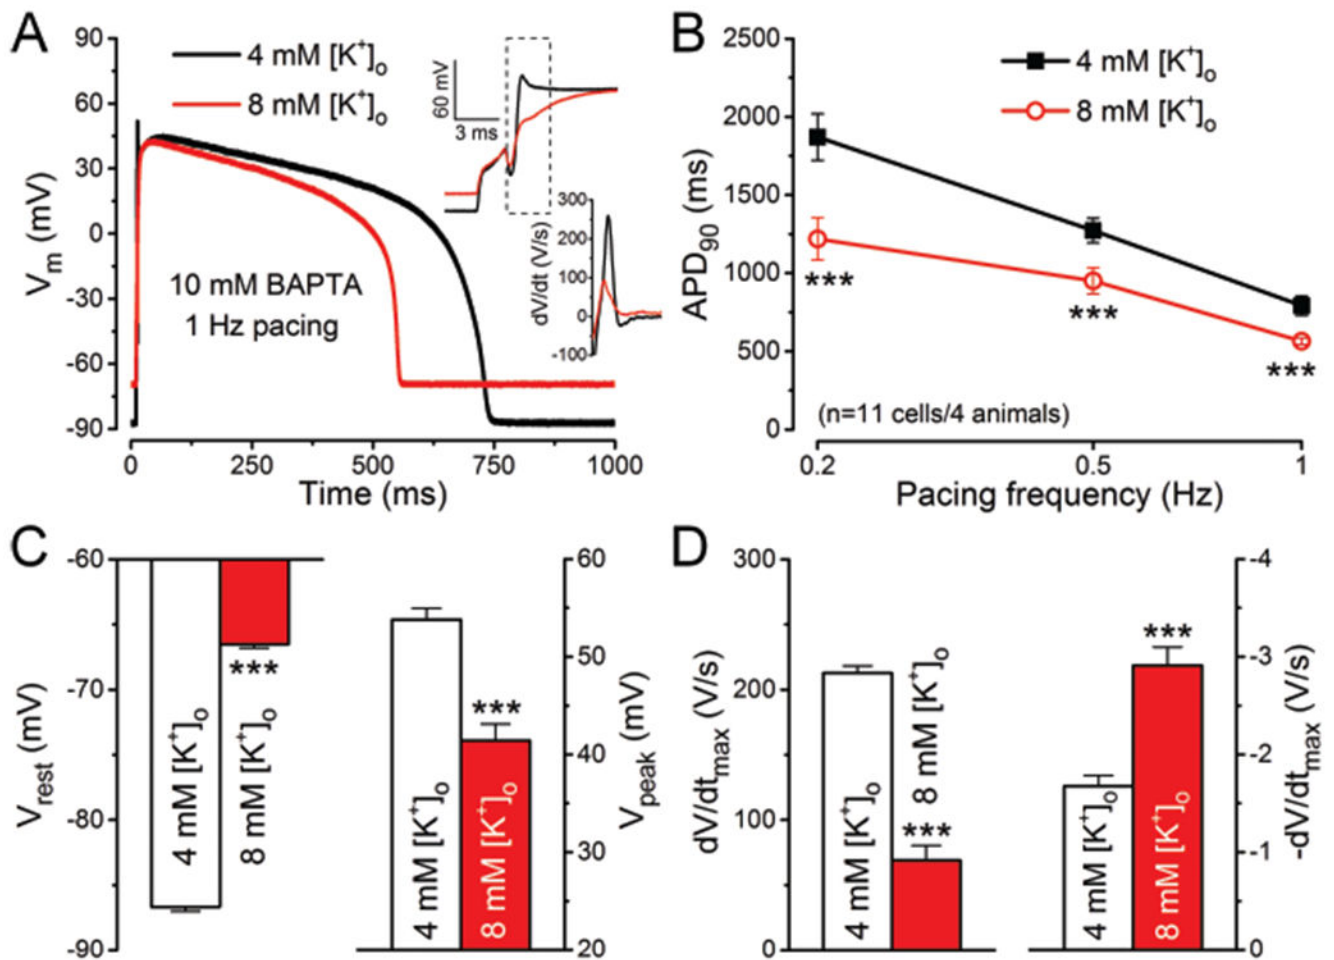 A
90
60
30
0
-30
-60
-90
Vm (mV)
4 mM [K+]o
8 mM [K+]o
60 mV
3 ms
10 mM BAPTA
1 Hz pacing
dV/dt (V/s)
300
200
100
0
-100
0 250 500 750 1000
Time (ms)
B
2500
2000
1500
1000
500
0
APD90 (ms)
4 mM [K+]o
8 mM [K+]o
***
***
***
(n=11 cells/4 animals)
0.2 0.5 1
Pacing frequency (Hz)
C
-60
-70
-80
-90
Vrest (mV)
4 mM [K+]o
8 mM [K+]o
***
4 mM [K+]o
8 mM [K+]o
***
60
50
40
30
20
Vpeak (mV)
D
300
200
100
0
dV/dtmax (V/s)
4 mM [K+]o
8 mM [K+]o
***
4 mM [K+]o
8 mM [K+]o
***
-4
-3
-2
-1
0
-dV/dtmax (V/s)